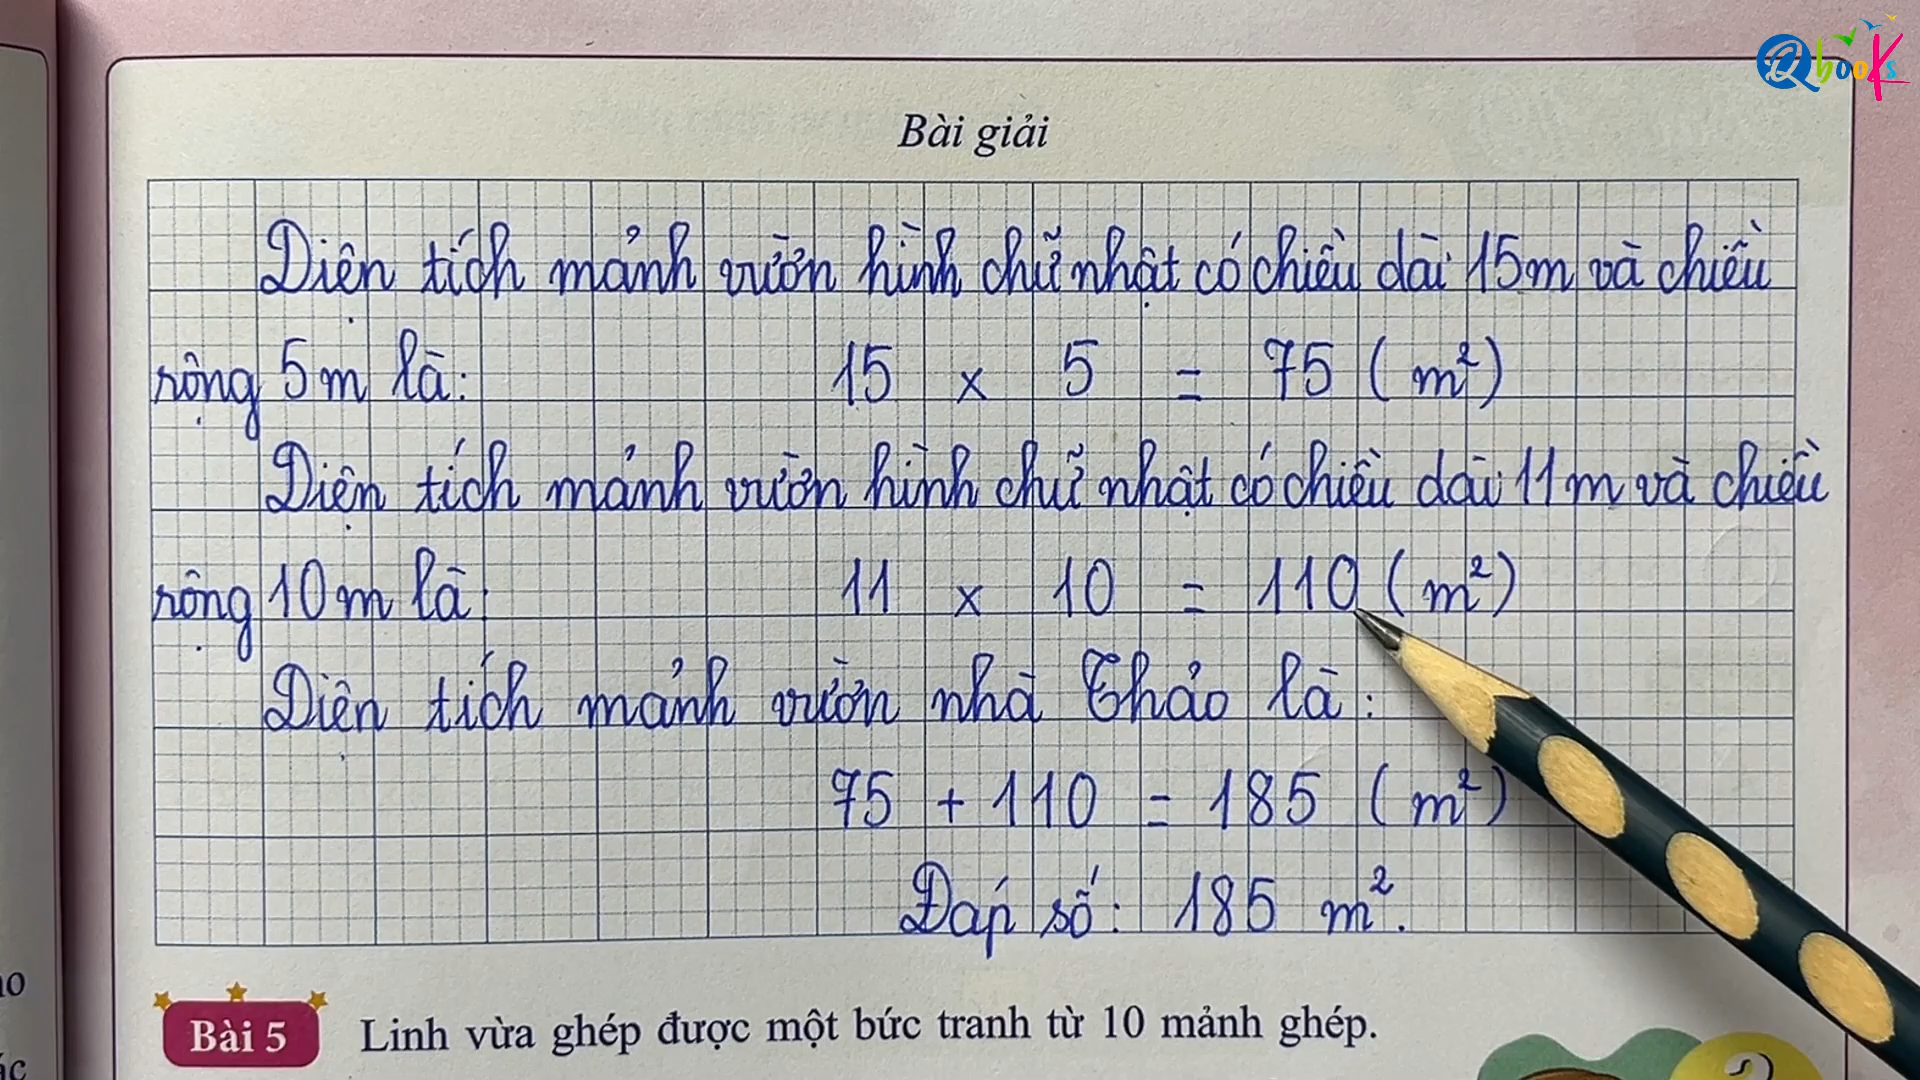 Qbooks
Bài giải
Diện tích mảnh vườn hình chữ nhật có chiều dài 15m và chiều
rộng 5m là:  15 x 5 = 75 (m²)
Diện tích mảnh vườn hình chữ nhật có chiều dài 11m và chiều
rộng 10m là:  11 x 10 = 110 (m²)
Diện tích mảnh vườn nhà Thảo là:
75 + 110 = 185 (m²)
Đáp số: 185 m².
Bài 5 Linh vừa ghép được một bức tranh từ 10 mảnh ghép.